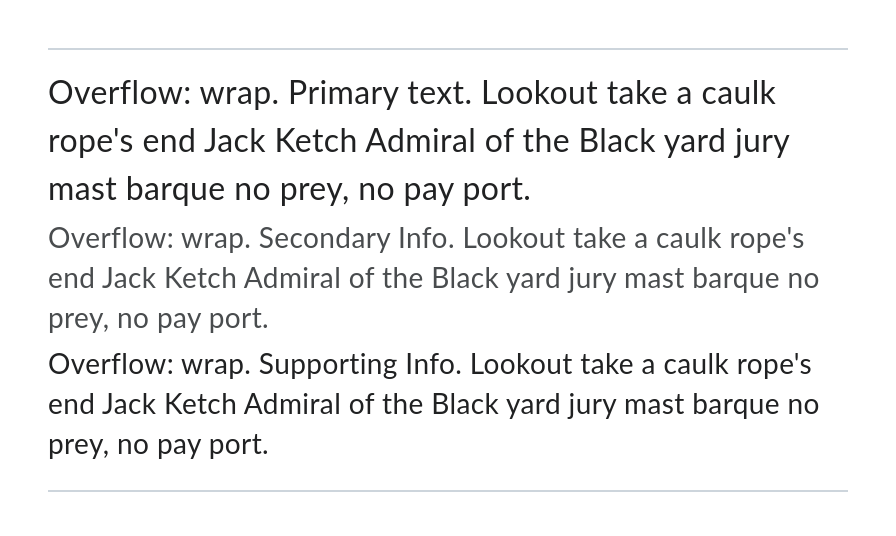 Overflow: wrap. Primary text. Lookout take a caulk
rope's end Jack Ketch Admiral of the Black yard jury
mast barque no prey, no pay port.
Overflow: wrap. Secondary Info. Lookout take a caulk rope's
end Jack Ketch Admiral of the Black yard jury mast barque no
prey, no pay port.
Overflow: wrap. Supporting Info. Lookout take a caulk rope's
end Jack Ketch Admiral of the Black yard jury mast barque no
prey, no pay port.